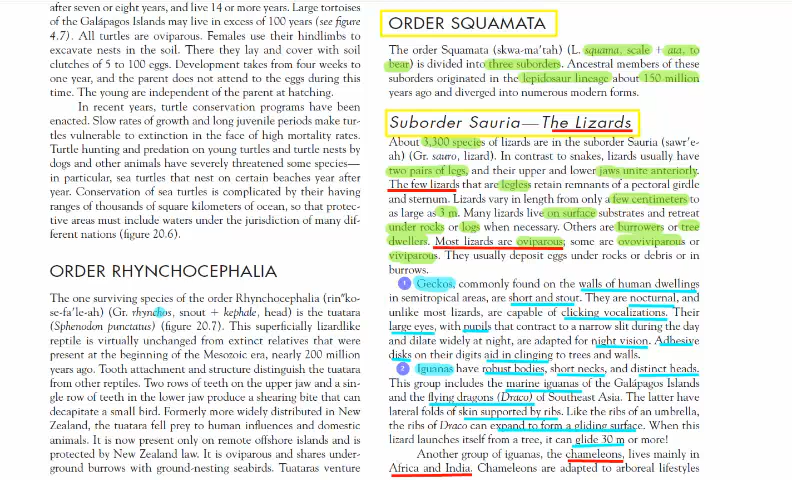 after seven or eight years, and live 14 or more years. Large tortoises
of the Galápagos Islands may live in excess of 100 years (see figure
4.7). All turtles are oviparous. Females use their hindlimbs to
excavate nests in the soil. There they lay and cover with soil
clutches of 5 to 100 eggs. Development takes from four weeks to
one year, and the parent does not attend to the eggs during this
time. The young are independent of the parent at hatching.
In recent years, turtle conservation programs have been
enacted. Slow rates of growth and long juvenile periods make tur-
tles vulnerable to extinction in the face of high mortality rates.
Turtle hunting and predation on young turtles and turtle nests by
dogs and other animals have severely threatened some species—
in particular, sea turtles that nest on certain beaches year after
year. Conservation of sea turtles is complicated by their having
ranges of thousands of square kilometers of ocean, so that protec-
tive areas must include waters under the jurisdiction of many dif-
ferent nations (figure 20.6).
ORDER RHYNCHOCEPHALIA
The one surviving species of the order Rhynchocephalia (rin″ko-
se-fa′le-ah) (Gr. rhynchos, snout + kephale, head) is the tuatara
(Sphenodon punctatus) (figure 20.7). This superficially lizardlike
reptile is virtually unchanged from extinct relatives that were
present at the beginning of the Mesozoic era, nearly 200 million
years ago. Tooth attachment and structure distinguish the tuatara
from other reptiles. Two rows of teeth on the upper jaw and a sin-
gle row of teeth in the lower jaw produce a shearing bite that can
decapitate a small bird. Formerly more widely distributed in New
Zealand, the tuatara fell prey to human influences and domestic
animals. It is now present only on remote offshore islands and is
protected by New Zealand law. It is oviparous and shares under-
ground burrows with ground-nesting seabirds. Tuataras venture
ORDER SQUAMATA
The order Squamata (skwa-ma′tah) (L. squama, scale + ata, to
bear) is divided into three suborders. Ancestral members of these
suborders originated in the lepidosaur lineage about 150 million
years ago and diverged into numerous modern forms.
Suborder Sauria—The Lizards
About 3,300 species of lizards are in the suborder Sauria (sawr′e-
ah) (Gr. sauro, lizard). In contrast to snakes, lizards usually have
two pairs of legs, and their upper and lower jaws unite anteriorly.
The few lizards that are legless retain remnants of a pectoral girdle
and sternum. Lizards vary in length from only a few centimeters to
as large as 3 m. Many lizards live on surface substrates and retreat
under rocks or logs when necessary. Others are burrowers or tree
dwellers. Most lizards are oviparous; some are ovoviviparous or
viviparous. They usually deposit eggs under rocks or debris or in
burrows.
1 Geckos, commonly found on the walls of human dwellings
in semitropical areas, are short and stout. They are nocturnal, and
unlike most lizards, are capable of clicking vocalizations. Their
large eyes, with pupils that contract to a narrow slit during the day
and dilate widely at night, are adapted for night vision. Adhesive
disks on their digits aid in clinging to trees and walls.
2 Iguanas have robust bodies, short necks, and distinct heads.
This group includes the marine iguanas of the Galápagos Islands
and the flying dragons (Draco) of Southeast Asia. The latter have
lateral folds of skin supported by ribs. Like the ribs of an umbrella,
the ribs of Draco can expand to form a gliding surface. When this
lizard launches itself from a tree, it can glide 30 m or more!
Another group of iguanas, the chameleons, lives mainly in
Africa and India. Chameleons are adapted to arboreal lifestyles